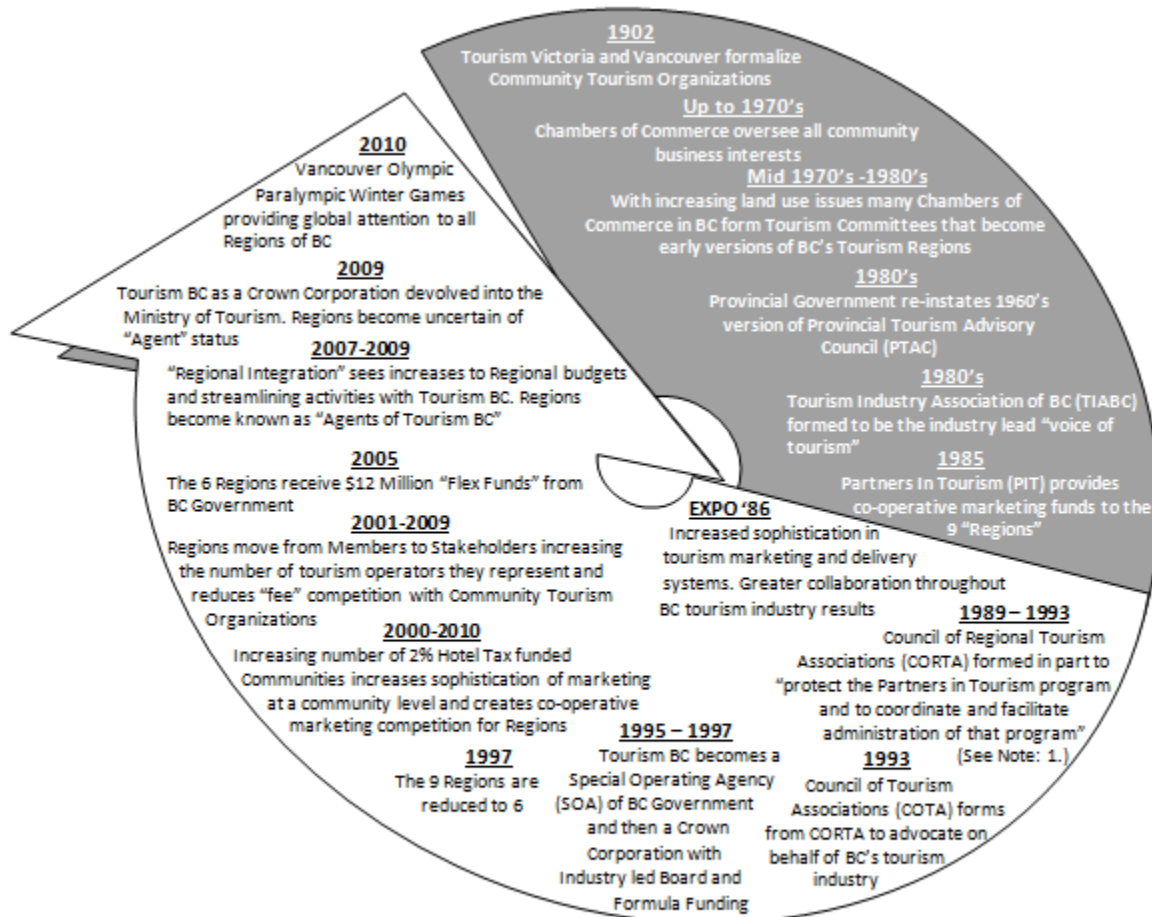 1902
Tourism Victoria and Vancouver formalize
Community Tourism Organizations
Up to 1970's
Chambers of Commerce oversee all community
business interests
Mid 1970's -1980's
With increasing land use issues many Chambers of
Commerce in BC form Tourism Committees that become
early versions of BC's Tourism Regions
1980's
Provincial Government re-instates 1960's
version of Provincial Tourism Advisory
Council (PTAC)
1980's
Tourism Industry Association of BC (TIABC)
formed to be the industry lead "voice of
tourism"
1985
Partners In Tourism (PIT) provides
co-operative marketing funds to the
9 "Regions"
EXPO '86
Increased sophistication in
tourism marketing and delivery
systems. Greater collaboration throughout
BC tourism industry results
1989 – 1993
Council of Regional Tourism
Associations (CORTA) formed in part to
"protect the Partners in Tourism program
and to coordinate and facilitate
administration of that program"
(See Note: 1.)
1993
Council of Tourism
Associations (COTA) forms
from CORTA to advocate on
behalf of BC's tourism
industry
1995 – 1997
Tourism BC becomes a
Special Operating Agency
(SOA) of BC Government
and then a Crown
Corporation with
Industry led Board and
Formula Funding
1997
The 9 Regions are
reduced to 6
2000-2010
Increasing number of 2% Hotel Tax funded
Communities increases sophistication of marketing
at a community level and creates co-operative
marketing competition for Regions
2001-2009
Regions move from Members to Stakeholders increasing
the number of tourism operators they represent and
reduces "fee" competition with Community Tourism
Organizations
2005
The 6 Regions receive $12 Million "Flex Funds" from
BC Government
2007-2009
"Regional Integration" sees increases to Regional budgets
and streamlining activities with Tourism BC. Regions
become known as "Agents of Tourism BC"
2009
Tourism BC as a Crown Corporation devolved into the
Ministry of Tourism. Regions become uncertain of
"Agent" status
2010
Vancouver Olympic
Paralympic Winter Games
providing global attention to all
Regions of BC